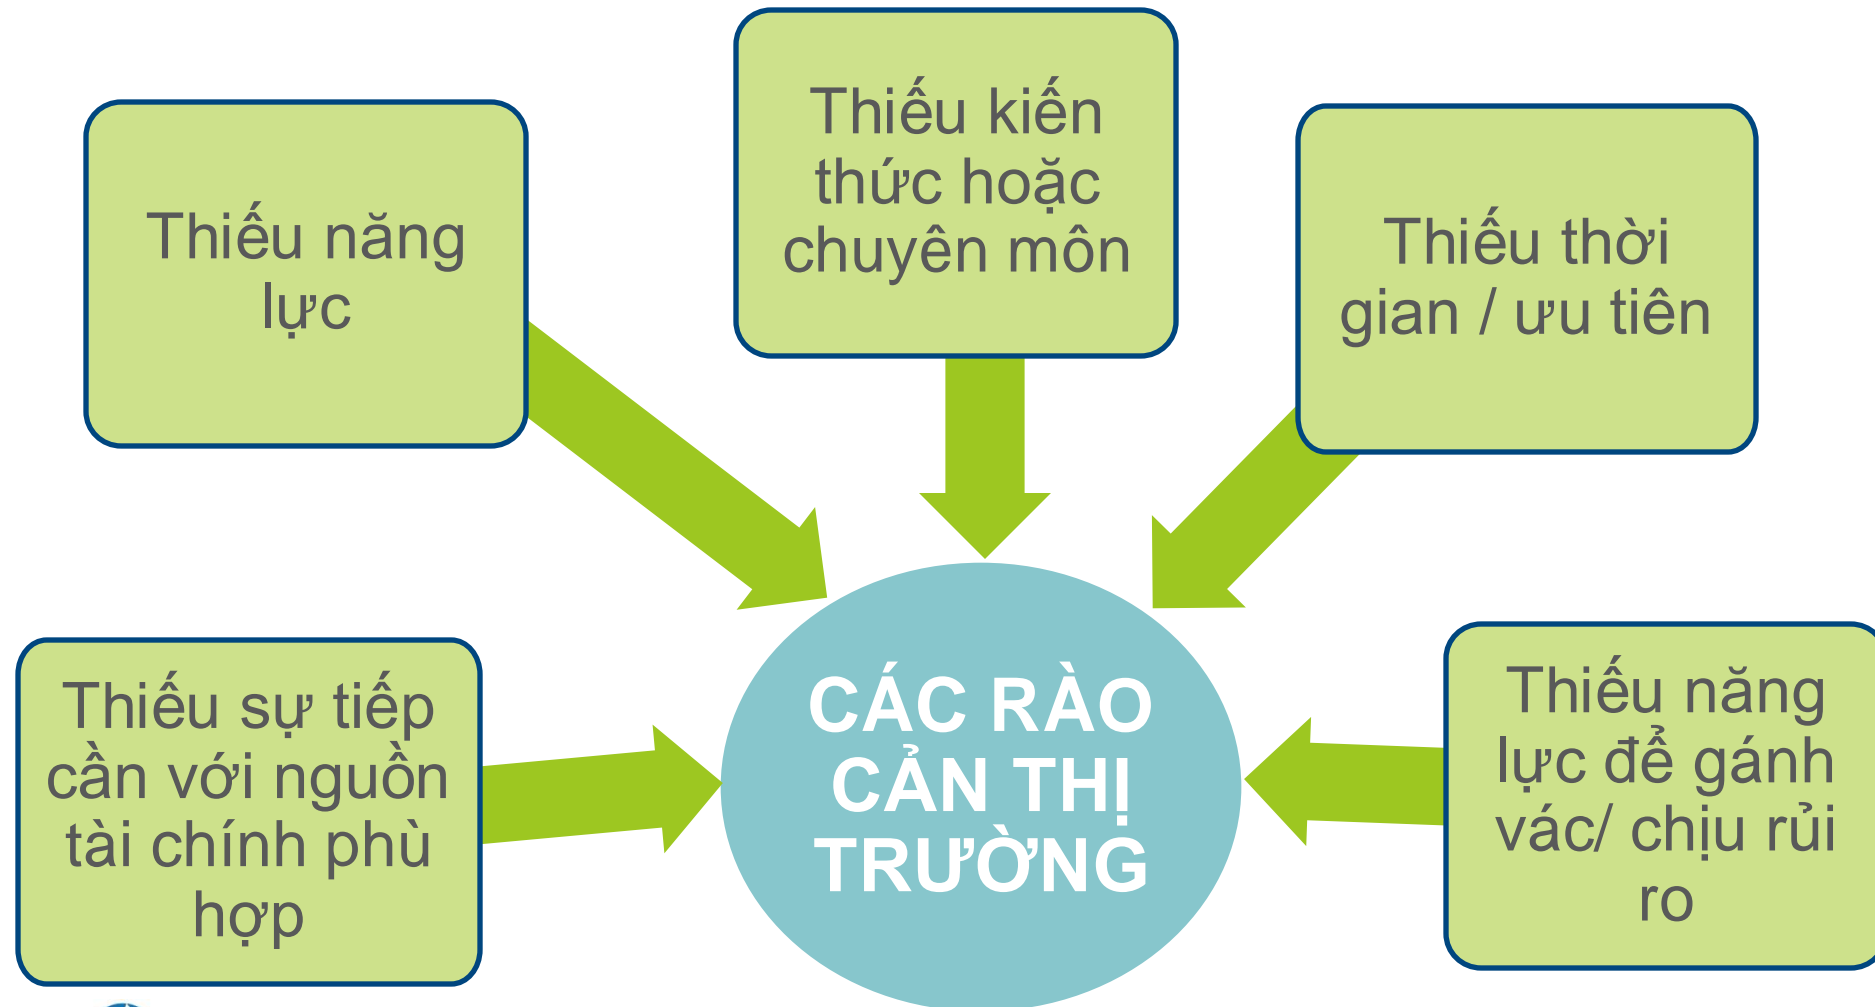 Thiếu năng
lực
Thiếu kiến
thức hoặc
chuyên môn
Thiếu thời
gian / ưu tiên
Thiếu sự tiếp
cần với nguồn
tài chính phù
hợp
CÁC RÀO
CẢN THỊ
TRƯỜNG
Thiếu năng
lực để gánh
vác/ chịu rủi
ro